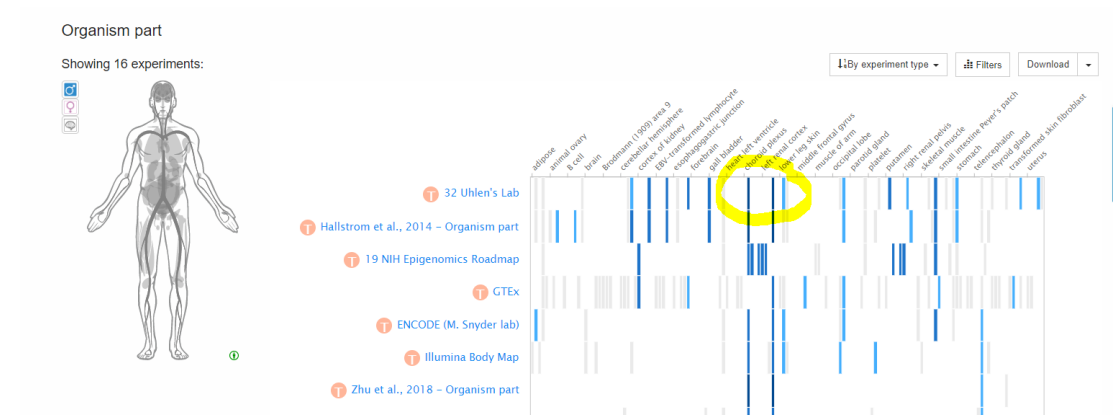 Organism part
Showing 16 experiments:
By experiment type
Filters
Download
adipose
animal ovary
B cell
brain
Brodmann (1909) area 9
cerebellar hemisphere
cortex of kidney
EBV-transformed lymphocyte
esophagogastric junction
forebrain
gall bladder
heart left ventricle
choroid plexus
left renal cortex
lower leg skin
middle frontal gyrus
muscle of arm
occipital lobe
parotid gland
platelet
putamen
right renal pelvis
skeletal muscle
small intestine Peyer's patch
stomach
telencephalon
thyroid gland
transformed skin fibroblast
uterus
T 32 Uhlen's Lab
T Hallstrom et al., 2014 – Organism part
T 19 NIH Epigenomics Roadmap
T GTEx
T ENCODE (M. Snyder lab)
T Illumina Body Map
T Zhu et al., 2018 – Organism part